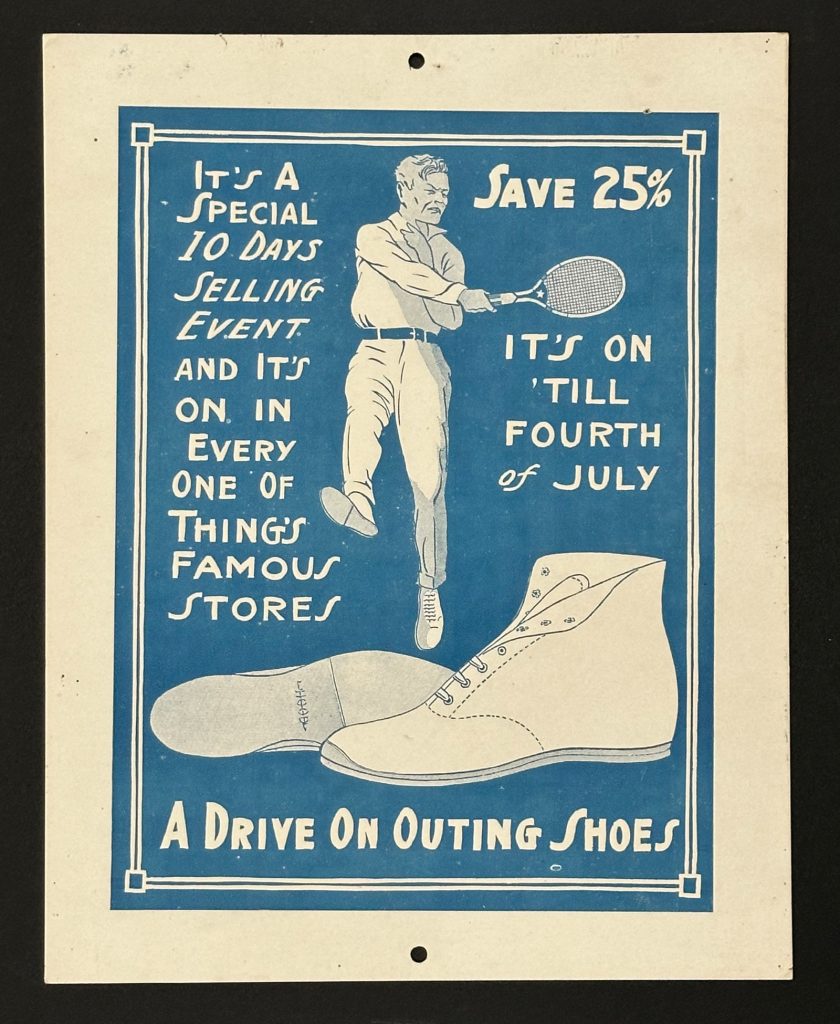 IT'S A
SPECIAL
10 DAYS
SELLING
EVENT
AND IT'S
ON IN
EVERY
ONE OF
THING'S
FAMOUS
STORES
SAVE 25%
IT'S ON
'TILL
FOURTH
of JULY
HOOD
A DRIVE ON OUTING SHOES